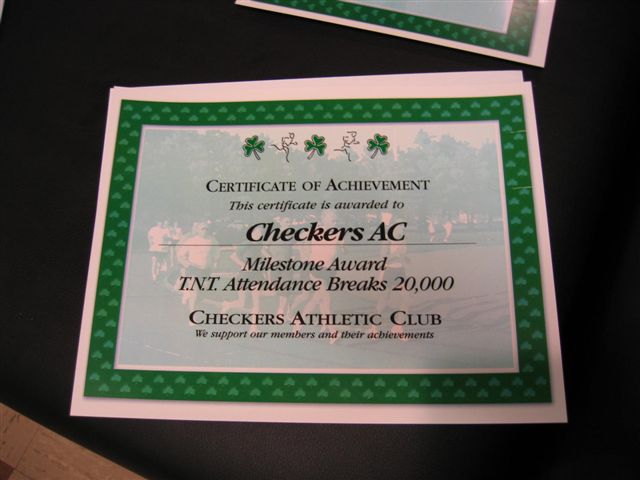 CERTIFICATE OF ACHIEVEMENT
This certificate is awarded to
Checkers AC
Milestone Award
T.N.T. Attendance Breaks 20,000
CHECKERS ATHLETIC CLUB
We support our members and their achievements